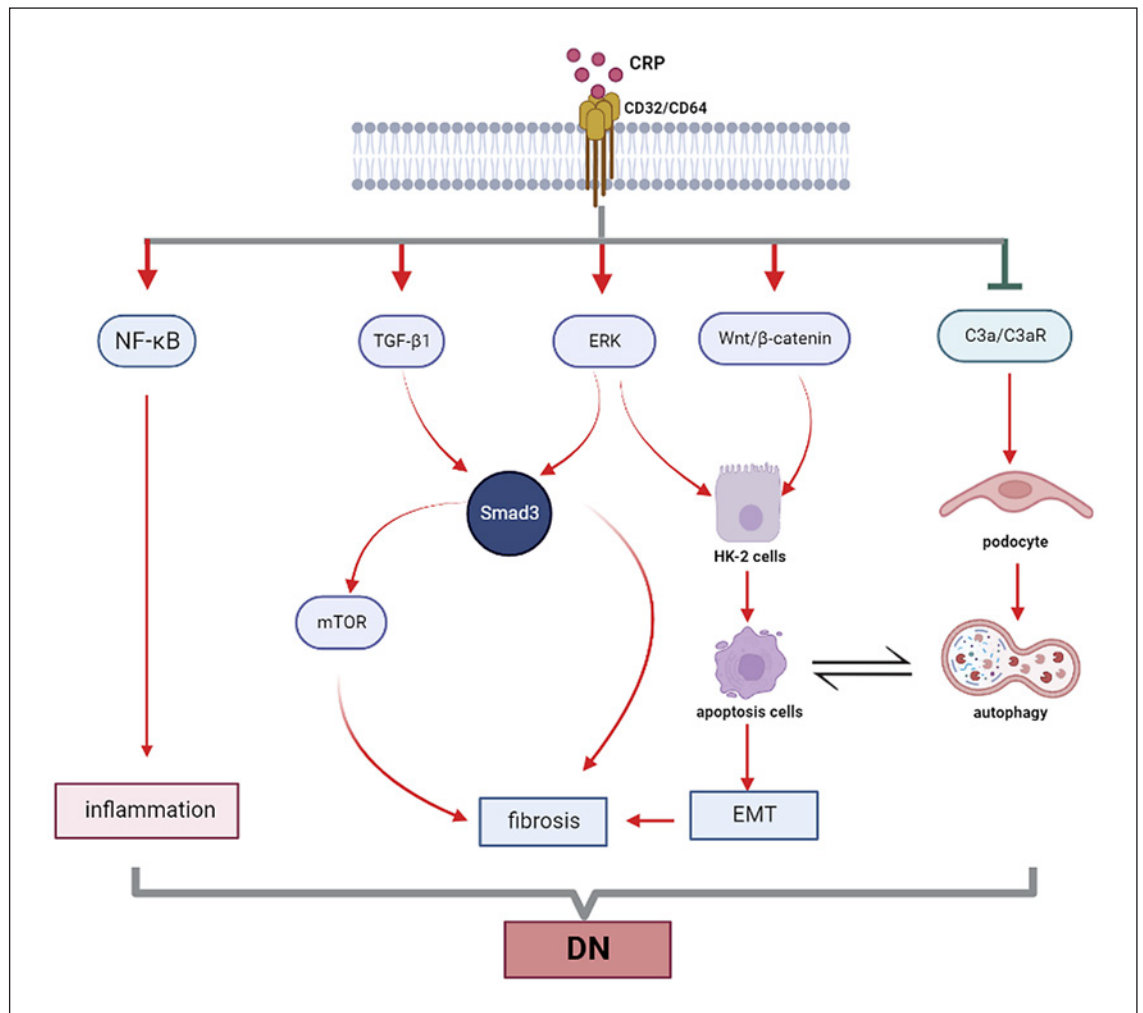 CRP
CD32/CD64
NF-κB
TGF-β1
ERK
Wnt/β-catenin
C3a/C3aR
Smad3
HK-2 cells
podocyte
mTOR
apoptosis cells
autophagy
inflammation
fibrosis
EMT
DN